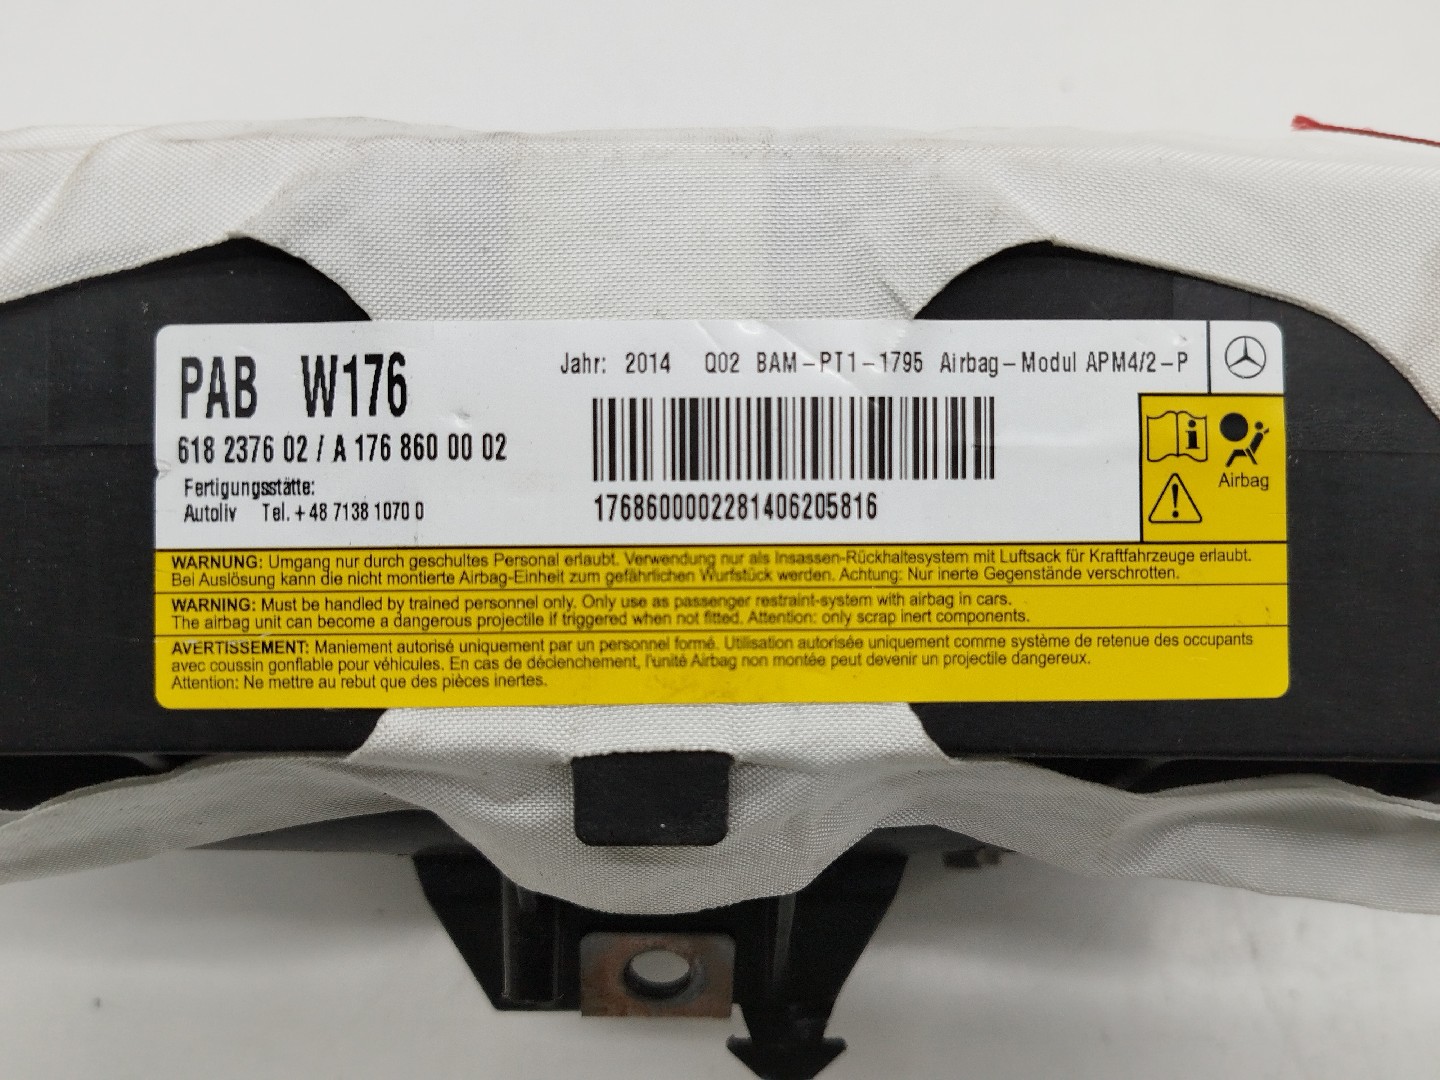 PAB W176
Jahr: 2014 Q02 BAM-PT1-1795 Airbag-Modul APM4/2-P
618 2376 02 / A 176 860 00 02
Fertigungsstätte:
Autoliv Tel. +48 71381070 0
1768600002281406205816
Airbag
WARNUNG: Umgang nur durch geschultes Personal erlaubt. Verwendung nur als Insassen-Rückhaltesystem mit Luftsack für Kraftfahrzeuge erlaubt.
Bei Auslösung kann die nicht montierte Airbag-Einheit zum gefährlichen Wurfstück werden. Achtung: Nur inerte Gegenstände verschrotten.
WARNING: Must be handled by trained personnel only. Only use as passenger restraint-system with airbag in cars.
The airbag unit can become a dangerous projectile if triggered when not fitted. Attention: only scrap inert components.
AVERTISSEMENT: Maniement autorisé uniquement par un personnel formé. Utilisation autorisée uniquement comme système de retenue des occupants
avec coussin gonflable pour véhicules. En cas de déclenchement, l'unité Airbag non montée peut devenir un projectile dangereux.
Attention: Ne mettre au rebut que des pièces inertes.